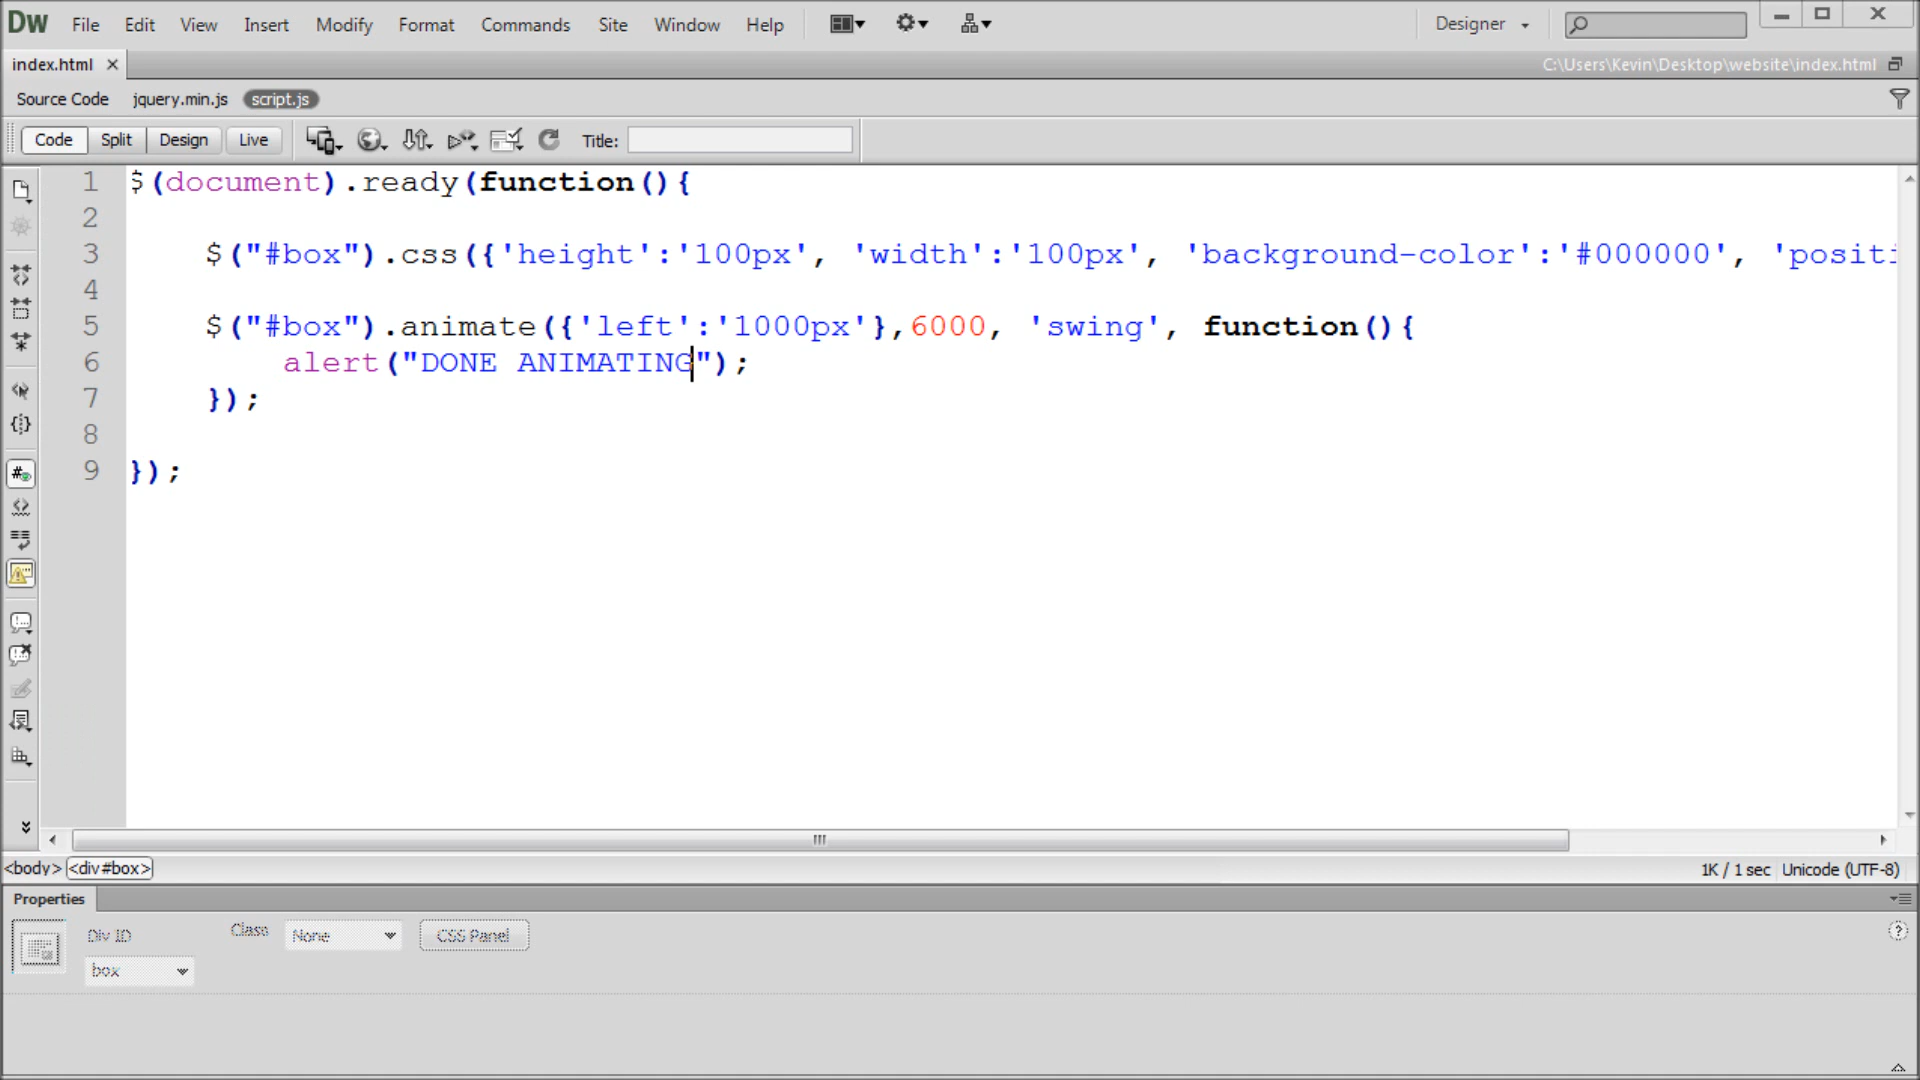 Dw File Edit View Insert Modify Format Commands Site Window Help Designer
index.html C:\Users\Kevin\Desktop\website\index.html
Source Code jquery.min.js script.js
Code Split Design Live Title:
1 $(document).ready(function(){
2
3 $("#box").css({'height':'100px', 'width':'100px', 'background-color':'#000000', 'positi
4
5 $("#box").animate({'left':'1000px'},6000, 'swing', function(){
6 alert("DONE ANIMATING");
7 });
8
9 });
<body> <div#box> 1K / 1 sec Unicode (UTF-8)
Properties
Div ID Class None CSS Panel
box